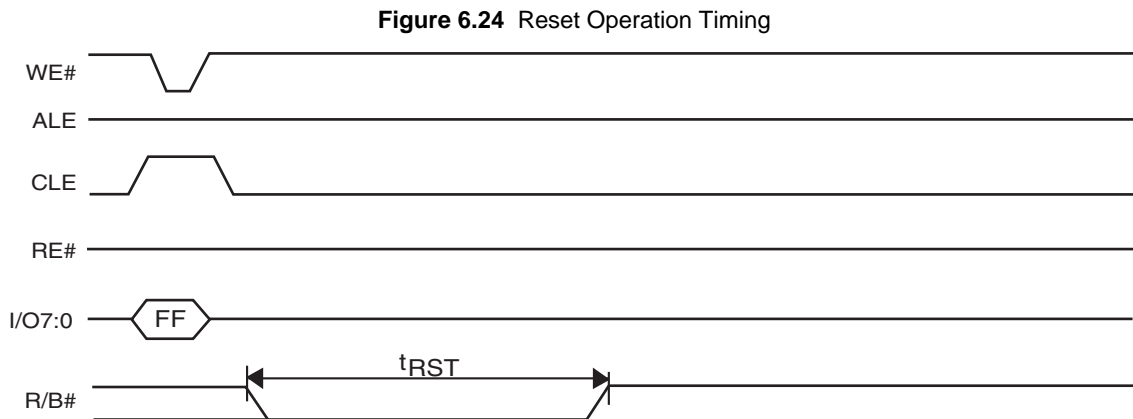 Figure 6.24 Reset Operation Timing
WE#
ALE
CLE
RE#
I/O7:0
FF
tRST
R/B#